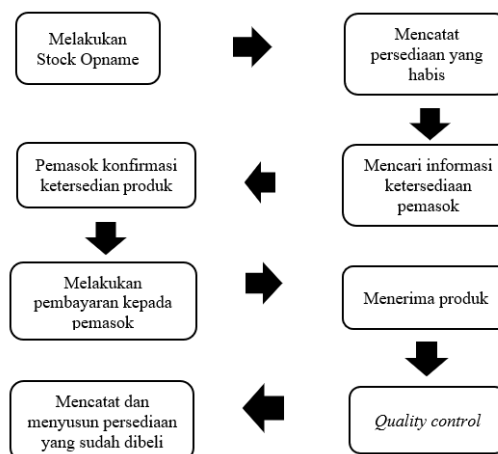 Melakukan
Stock Opname
Mencatat
persediaan yang
habis
Mencari informasi
ketersediaan
pemasok
Pemasok konfirmasi
ketersedian produk
Melakukan
pembayaran kepada
pemasok
Menerima produk
Quality control
Mencatat dan
menyusun persediaan
yang sudah dibeli